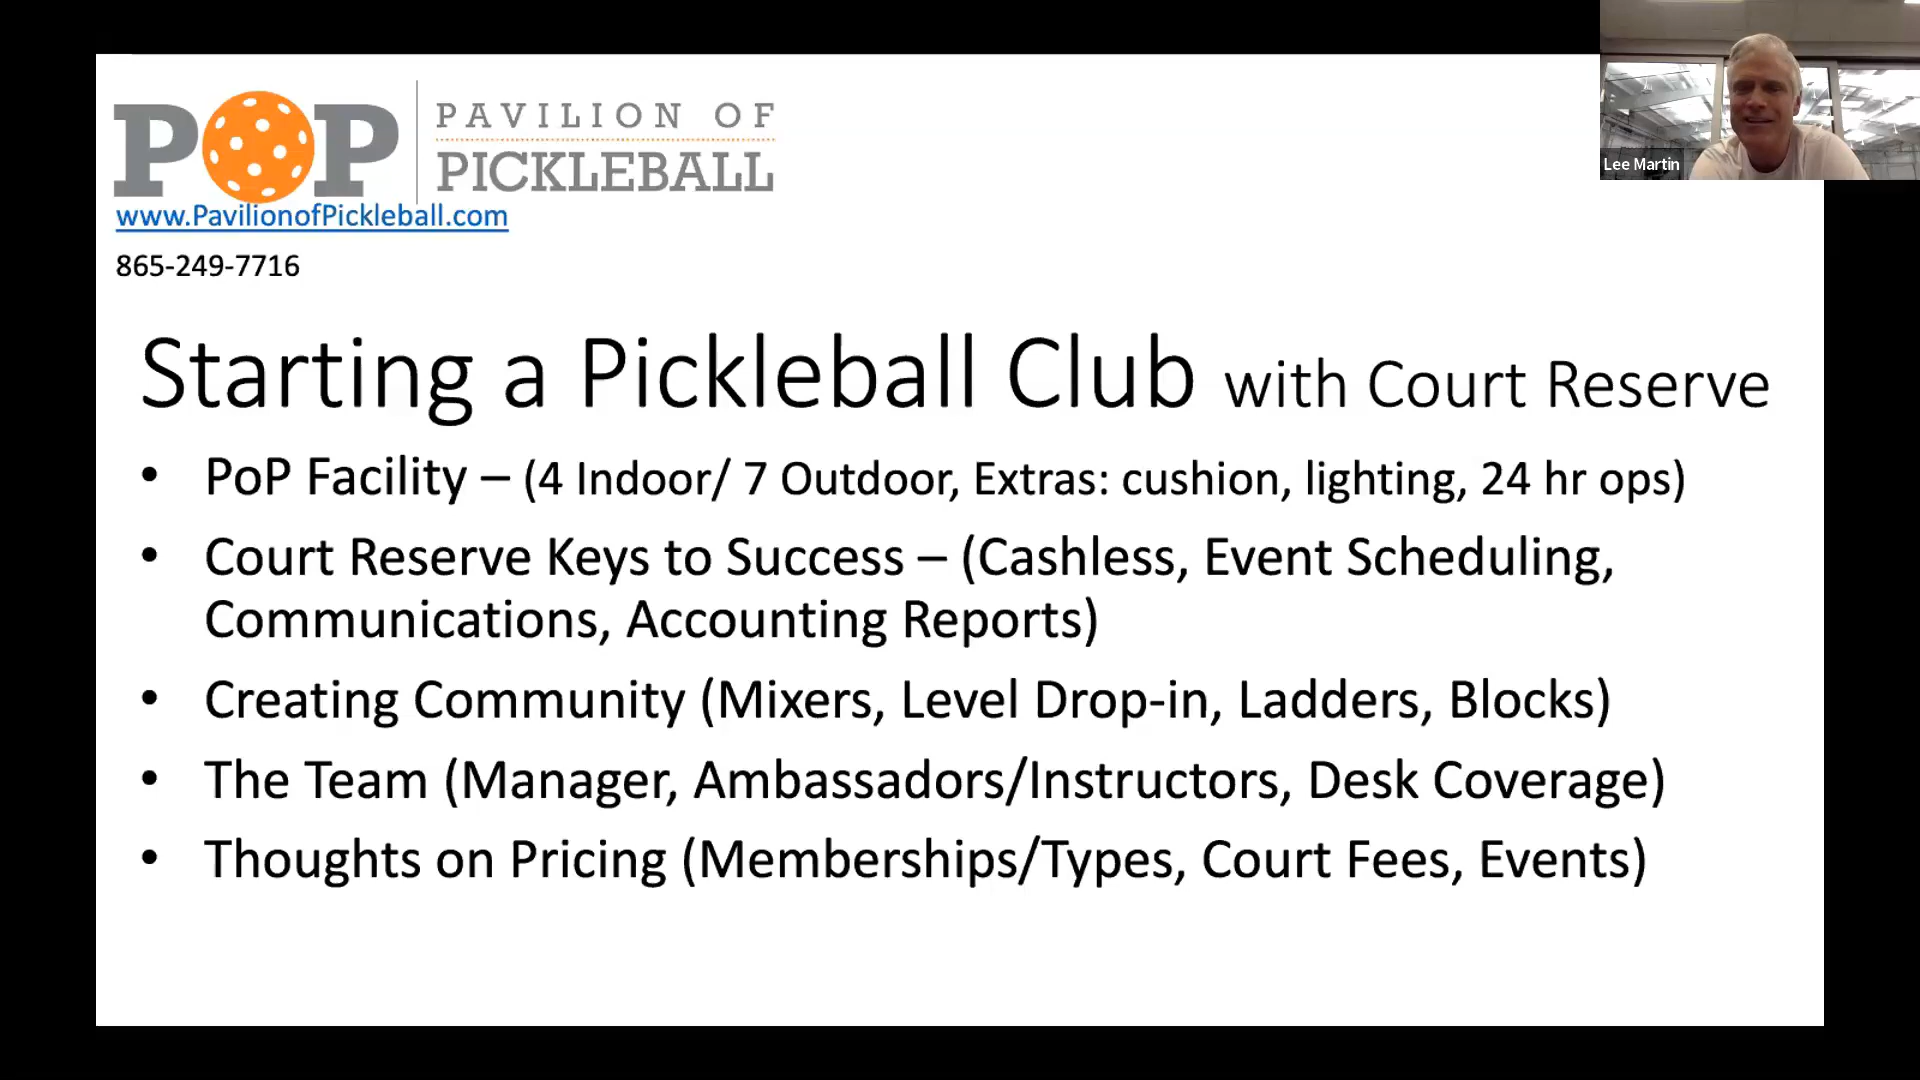 POP PAVILION OF
PICKLEBALL
www.PavilionofPickleball.com
865-249-7716
Lee Martin
Starting a Pickleball Club with Court Reserve
• PoP Facility – (4 Indoor/ 7 Outdoor, Extras: cushion, lighting, 24 hr ops)
• Court Reserve Keys to Success – (Cashless, Event Scheduling,
Communications, Accounting Reports)
• Creating Community (Mixers, Level Drop-in, Ladders, Blocks)
• The Team (Manager, Ambassadors/Instructors, Desk Coverage)
• Thoughts on Pricing (Memberships/Types, Court Fees, Events)